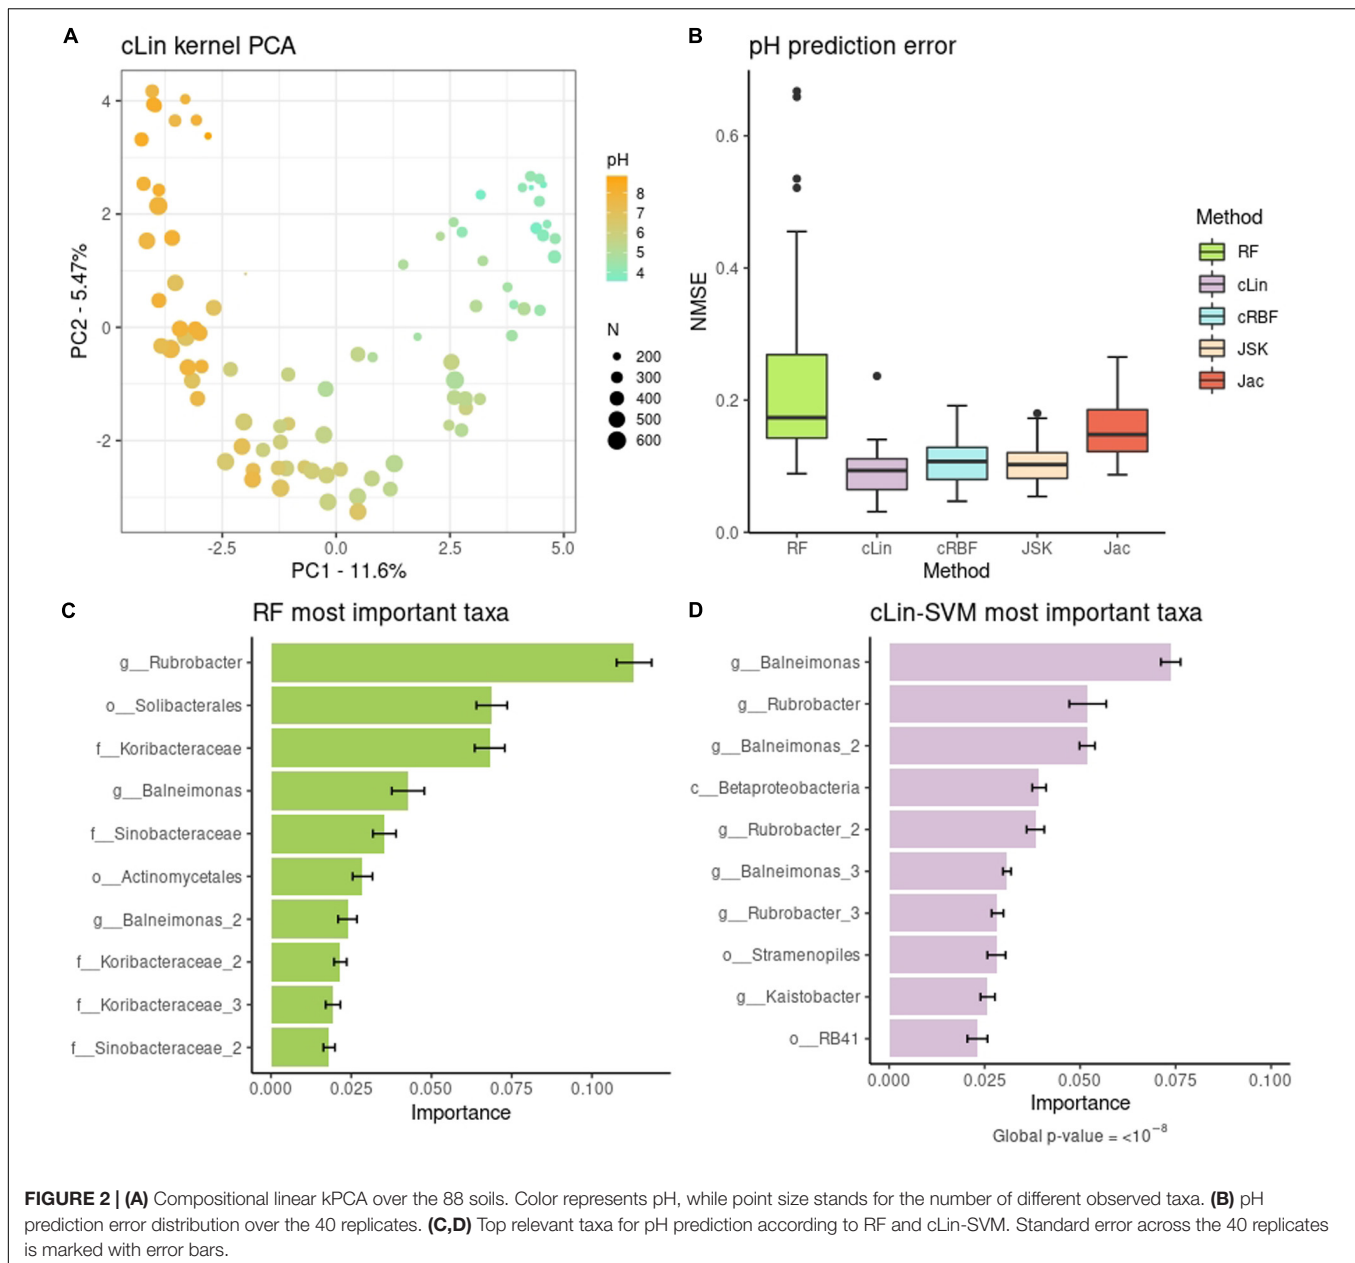 A
cLin kernel PCA
4
2
0
-2
PC2 - 5.47%
-2.5
0.0
2.5
5.0
PC1 - 11.6%
pH
8
7
6
5
4
N
200
300
400
500
600
B
pH prediction error
0.6
0.4
0.2
0.0
NMSE
RF
cLin
cRBF
JSK
Jac
Method
Method
RF
cLin
cRBF
JSK
Jac
C
RF most important taxa
g__Rubrobacter
o__Solibacterales
f__Koribacteraceae
g__Balneimonas
f__Sinobacteraceae
o__Actinomycetales
g__Balneimonas_2
f__Koribacteraceae_2
f__Koribacteraceae_3
f__Sinobacteraceae_2
0.000
0.025
0.050
0.075
0.100
Importance
D
cLin-SVM most important taxa
g__Balneimonas
g__Rubrobacter
g__Balneimonas_2
c__Betaproteobacteria
g__Rubrobacter_2
g__Balneimonas_3
g__Rubrobacter_3
o__Stramenopiles
g__Kaistobacter
o__RB41
0.000
0.025
0.050
0.075
0.100
Importance
Global p-value = <10⁻⁸
FIGURE 2 | (A) Compositional linear kPCA over the 88 soils. Color represents pH, while point size stands for the number of different observed taxa. (B) pH
prediction error distribution over the 40 replicates. (C,D) Top relevant taxa for pH prediction according to RF and cLin-SVM. Standard error across the 40 replicates
is marked with error bars.